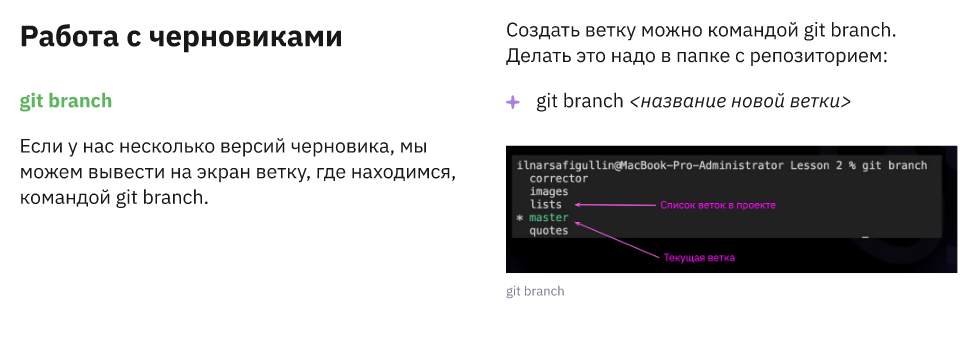 Работа с черновиками
git branch
Если у нас несколько версий черновика, мы
можем вывести на экран ветку, где находимся,
командой git branch.
Создать ветку можно командой git branch.
Делать это надо в папке с репозиторием:
git branch <название новой ветки>
ilnarsafigullin@MacBook-Pro-Administrator Lesson 2 % git branch
corrector
images
lists
Список веток в проекте
* master
quotes
Текущая ветка
git branch